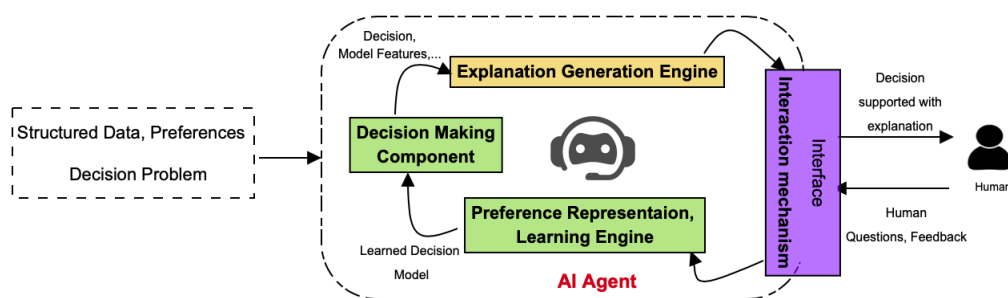 Decision,
Model Features,...
Explanation Generation Engine
Structured Data, Preferences
Decision Problem
Decision Making
Component
Preference Representaion,
Learning Engine
Learned Decision
Model
AI Agent
Interaction mechanism
Interface
Decision
supported with
explanation
Human
Human
Questions, Feedback